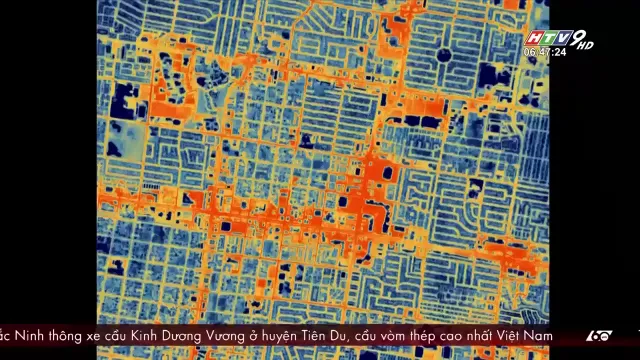 HTV9 HD
06:47:24
ắc Ninh thông xe cầu Kinh Dương Vương ở huyện Tiên Du, cầu vòm thép cao nhất Việt Nam
60